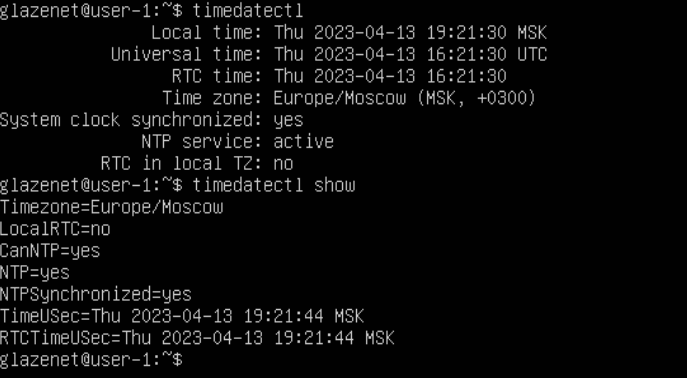 glazenet@user-1:~$ timedatectl
Local time: Thu 2023-04-13 19:21:30 MSK
Universal time: Thu 2023-04-13 16:21:30 UTC
RTC time: Thu 2023-04-13 16:21:30
Time zone: Europe/Moscow (MSK, +0300)
System clock synchronized: yes
NTP service: active
RTC in local TZ: no
glazenet@user-1:~$ timedatectl show
Timezone=Europe/Moscow
LocalRTC=no
CanNTP=yes
NTP=yes
NTPSynchronized=yes
TimeUSec=Thu 2023-04-13 19:21:44 MSK
RTCTimeUSec=Thu 2023-04-13 19:21:44 MSK
glazenet@user-1:~$